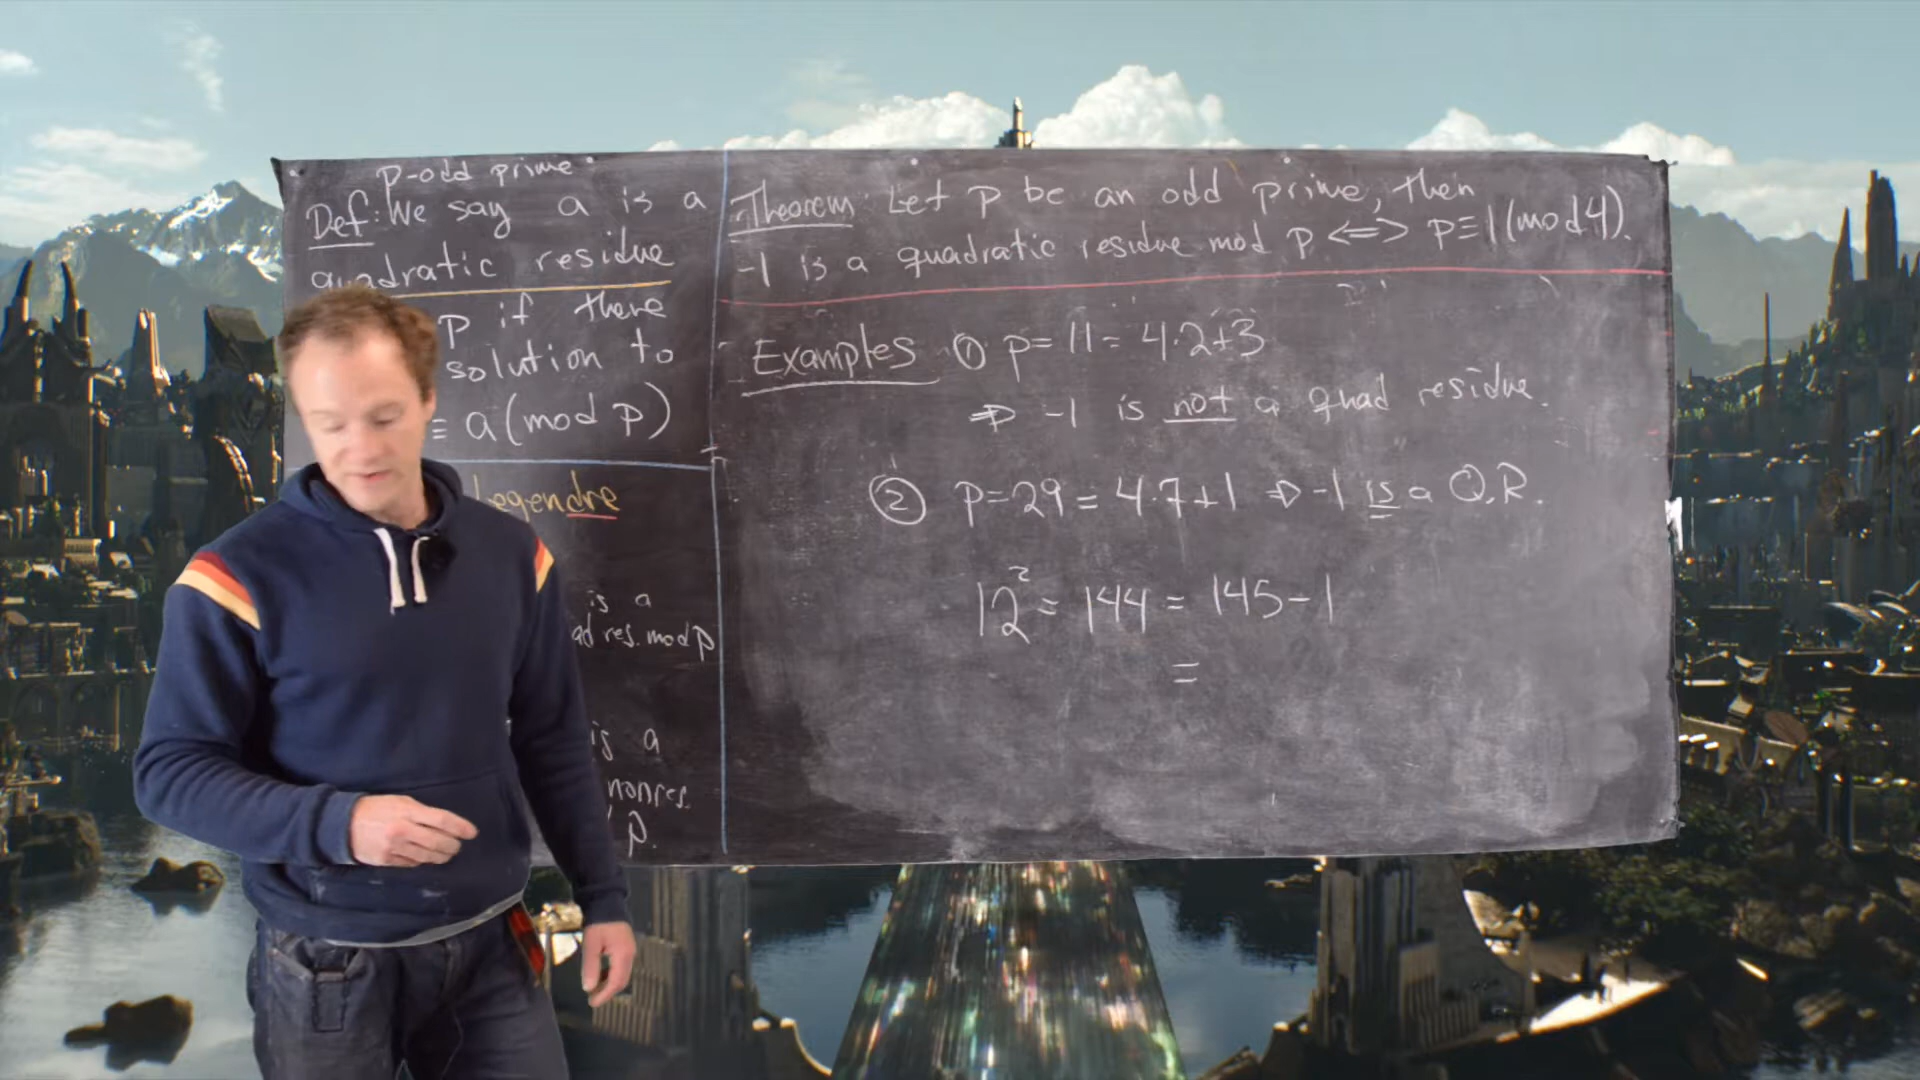 p-odd prime
Def: We say a is a
quadratic residue
p if there
solution to
≡ a (mod p)
Legendre
is a
res. mod p
is a
nonres.
p.
Theorem: Let p be an odd prime, then
-1 is a quadratic residue mod p <=> p≡1 (mod 4).
Examples ① p= 11= 4·2+3
=> -1 is not a quad residue.
② p=29= 4·7+1 => -1 is a Q.R.
12² = 144 = 145-1
=